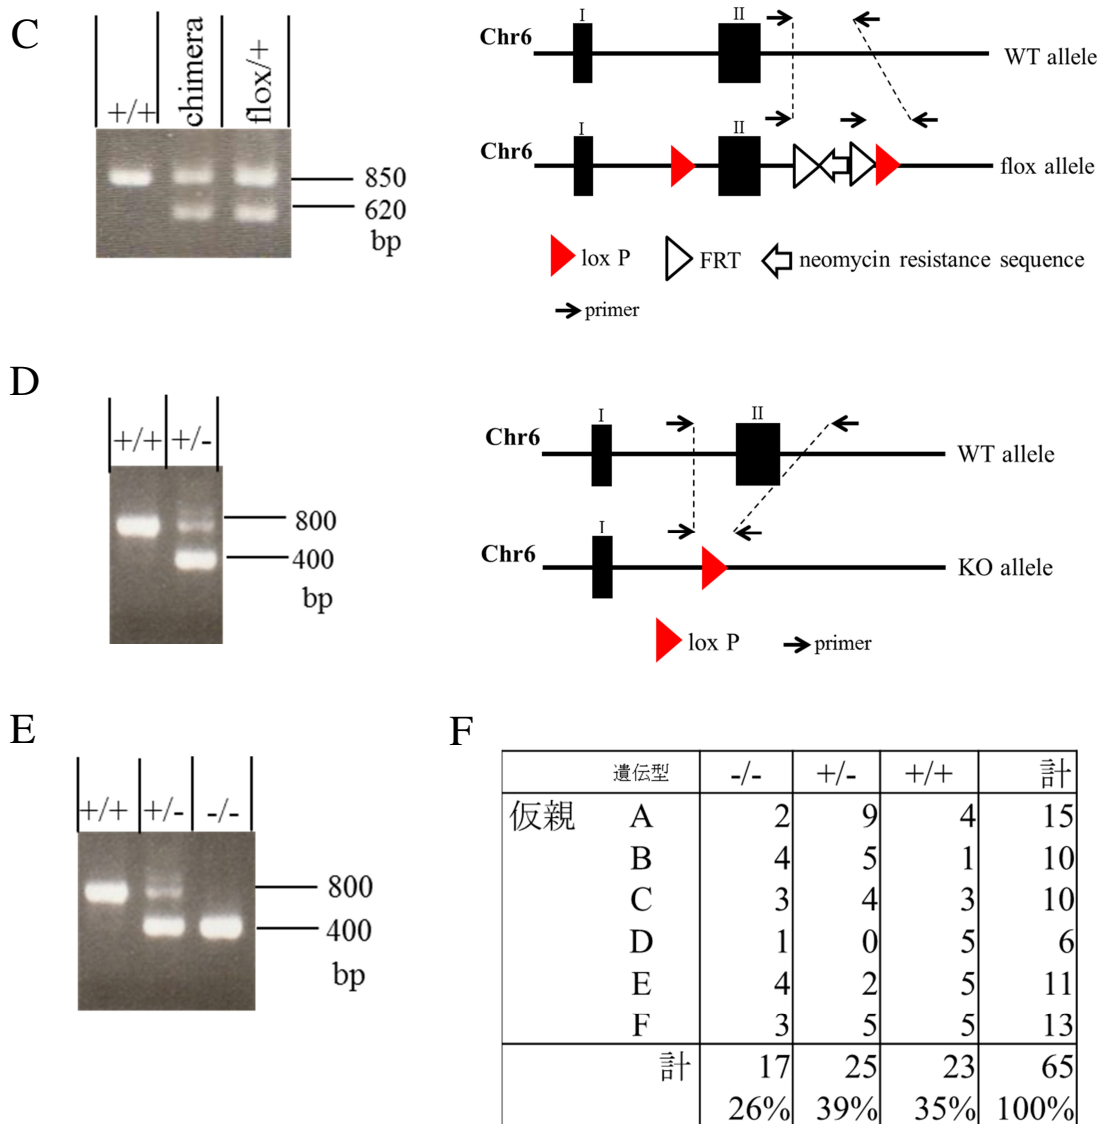 C
+/+ chimera flox/+
850
620
bp
I II
Chr6 WT allele
I II
Chr6 flox allele
lox P FRT neomycin resistance sequence
primer
D
+/+ +/-
800
400
bp
I II
Chr6 WT allele
I
Chr6 KO allele
lox P primer
E
+/+ +/- -/-
800
400
bp
F
遺伝型 -/- +/- +/+ 計
仮親 A 2 9 4 15
B 4 5 1 10
C 3 4 3 10
D 1 0 5 6
E 4 2 5 11
F 3 5 5 13
計 17 25 23 65
26% 39% 35% 100%